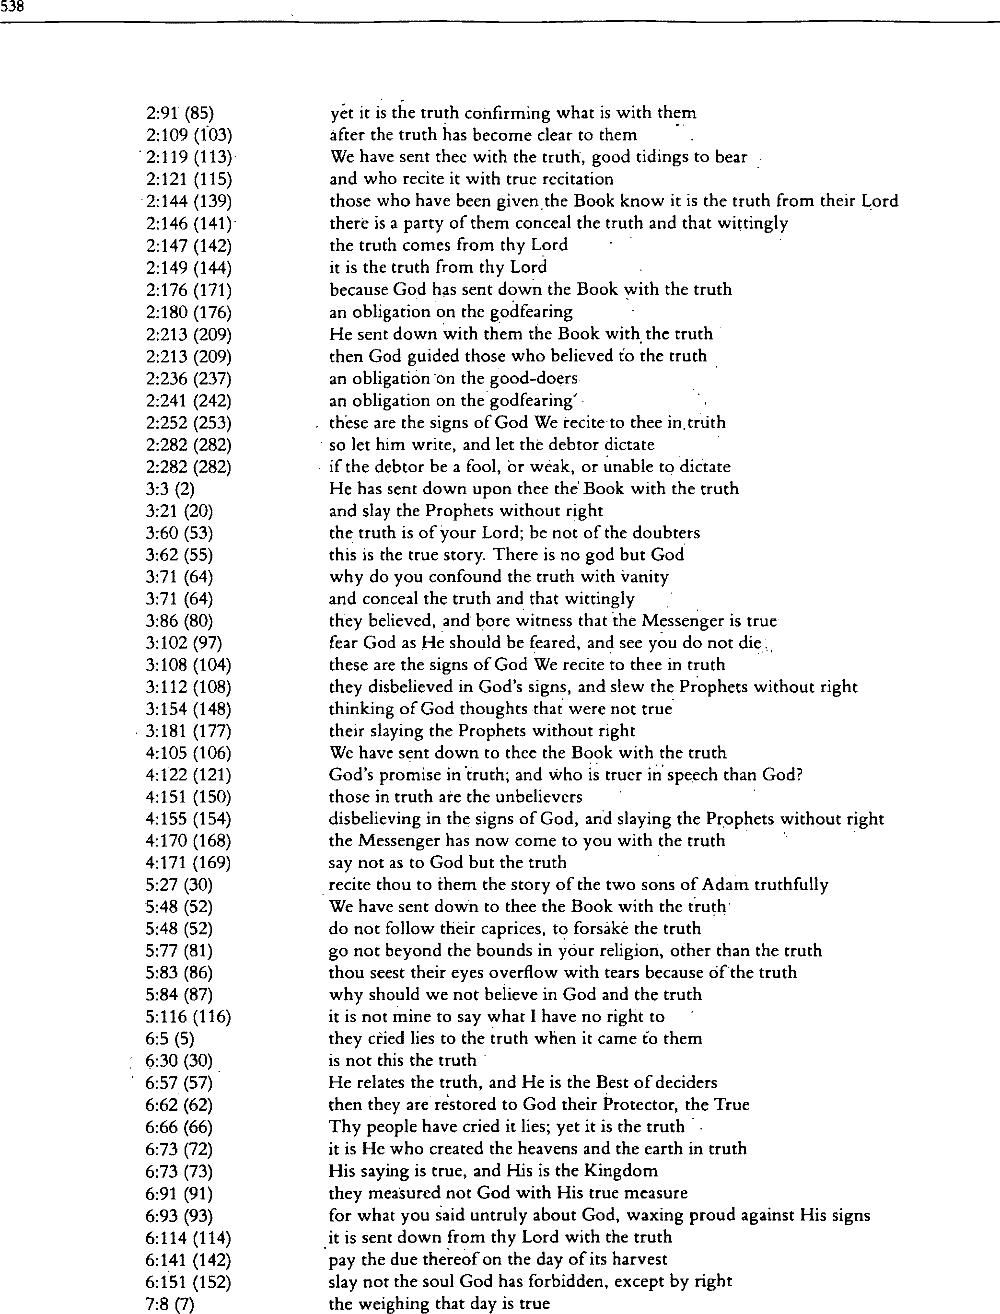 538
2:91 (85) yet it is the truth confirming what is with them
2:109 (103) after the truth has become clear to them
2:119 (113) We have sent thee with the truth, good tidings to bear
2:121 (115) and who recite it with true recitation
2:144 (139) those who have been given the Book know it is the truth from their Lord
2:146 (141) there is a party of them conceal the truth and that wittingly
2:147 (142) the truth comes from thy Lord
2:149 (144) it is the truth from thy Lord
2:176 (171) because God has sent down the Book with the truth
2:180 (176) an obligation on the godfearing
2:213 (209) He sent down with them the Book with the truth
2:213 (209) then God guided those who believed to the truth
2:236 (237) an obligation on the good-doers
2:241 (242) an obligation on the godfearing
2:252 (253) these are the signs of God We recite to thee in truth
2:282 (282) so let him write, and let the debtor dictate
2:282 (282) if the debtor be a fool, or weak, or unable to dictate
3:3 (2) He has sent down upon thee the Book with the truth
3:21 (20) and slay the Prophets without right
3:60 (53) the truth is of your Lord; be not of the doubters
3:62 (55) this is the true story. There is no god but God
3:71 (64) why do you confound the truth with vanity
3:71 (64) and conceal the truth and that wittingly
3:86 (80) they believed, and bore witness that the Messenger is true
3:102 (97) fear God as He should be feared, and see you do not die
3:108 (104) these are the signs of God We recite to thee in truth
3:112 (108) they disbelieved in God's signs, and slew the Prophets without right
3:154 (148) thinking of God thoughts that were not true
3:181 (177) their slaying the Prophets without right
4:105 (106) We have sent down to thee the Book with the truth
4:122 (121) God's promise in truth; and who is truer in speech than God?
4:151 (150) those in truth are the unbelievers
4:155 (154) disbelieving in the signs of God, and slaying the Prophets without right
4:170 (168) the Messenger has now come to you with the truth
4:171 (169) say not as to God but the truth
5:27 (30) recite thou to them the story of the two sons of Adam truthfully
5:48 (52) We have sent down to thee the Book with the truth
5:48 (52) do not follow their caprices, to forsake the truth
5:77 (81) go not beyond the bounds in your religion, other than the truth
5:83 (86) thou seest their eyes overflow with tears because of the truth
5:84 (87) why should we not believe in God and the truth
5:116 (116) it is not mine to say what I have no right to
6:5 (5) they cried lies to the truth when it came to them
6:30 (30) is not this the truth
6:57 (57) He relates the truth, and He is the Best of deciders
6:62 (62) then they are restored to God their Protector, the True
6:66 (66) Thy people have cried it lies; yet it is the truth
6:73 (72) it is He who created the heavens and the earth in truth
6:73 (73) His saying is true, and His is the Kingdom
6:91 (91) they measured not God with His true measure
6:93 (93) for what you said untruly about God, waxing proud against His signs
6:114 (114) it is sent down from thy Lord with the truth
6:141 (142) pay the due thereof on the day of its harvest
6:151 (152) slay not the soul God has forbidden, except by right
7:8 (7) the weighing that day is true